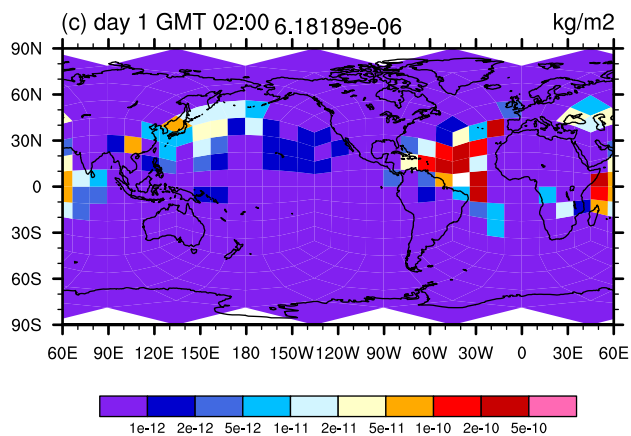 (c) day 1 GMT 02:00 6.18189e-06 kg/m2
90N
60N
30N
0
30S
60S
90S
60E 90E 120E 150E 180 150W 120W 90W 60W 30W 0 30E 60E
1e-12 2e-12 5e-12 1e-11 2e-11 5e-11 1e-10 2e-10 5e-10